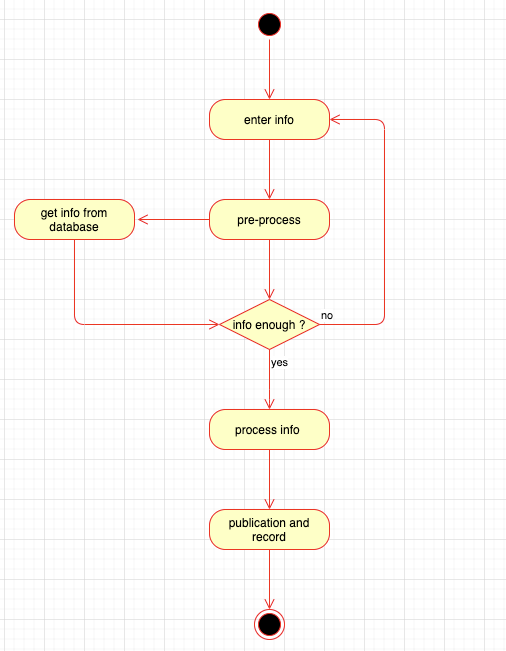 enter info
get info from
database
pre-process
info enough ?
no
yes
process info
publication and
record